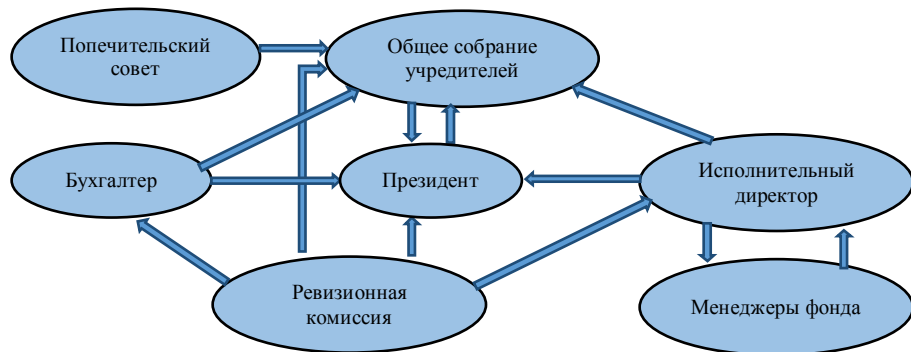 Попечительский
совет
Общее собрание
учредителей
Бухгалтер
Президент
Исполнительный
директор
Ревизионная
комиссия
Менеджеры фонда